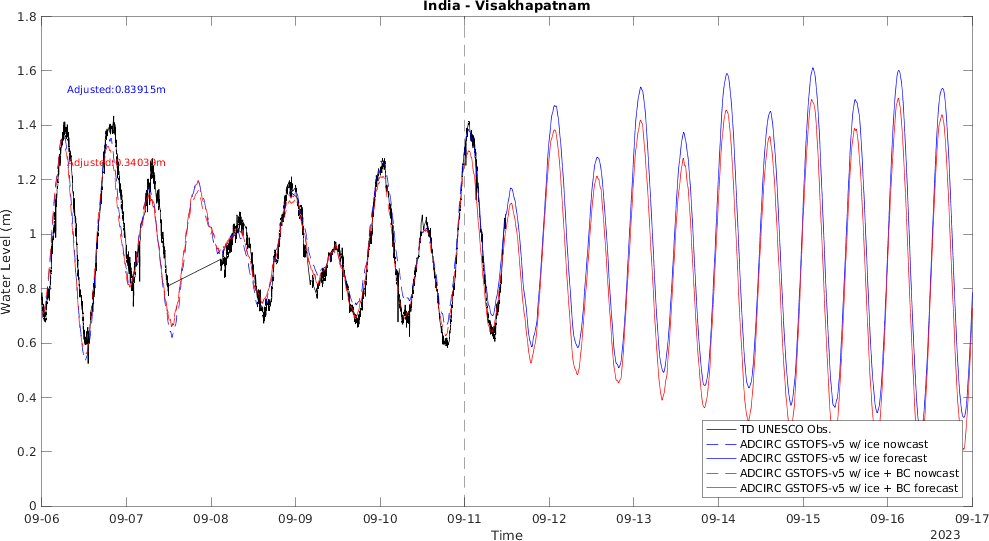 India - Visakhapatnam
1.8
1.6
1.4
1.2
1
0.8
0.6
0.4
0.2
0
Water Level (m)
Adjusted:0.83915m
Adjusted:0.34039m
TD UNESCO Obs.
ADCIRC GSTOFS-v5 w/ ice nowcast
ADCIRC GSTOFS-v5 w/ ice forecast
ADCIRC GSTOFS-v5 w/ ice + BC nowcast
ADCIRC GSTOFS-v5 w/ ice + BC forecast
09-06 09-07 09-08 09-09 09-10 09-11 09-12 09-13 09-14 09-15 09-16 09-17
Time
2023